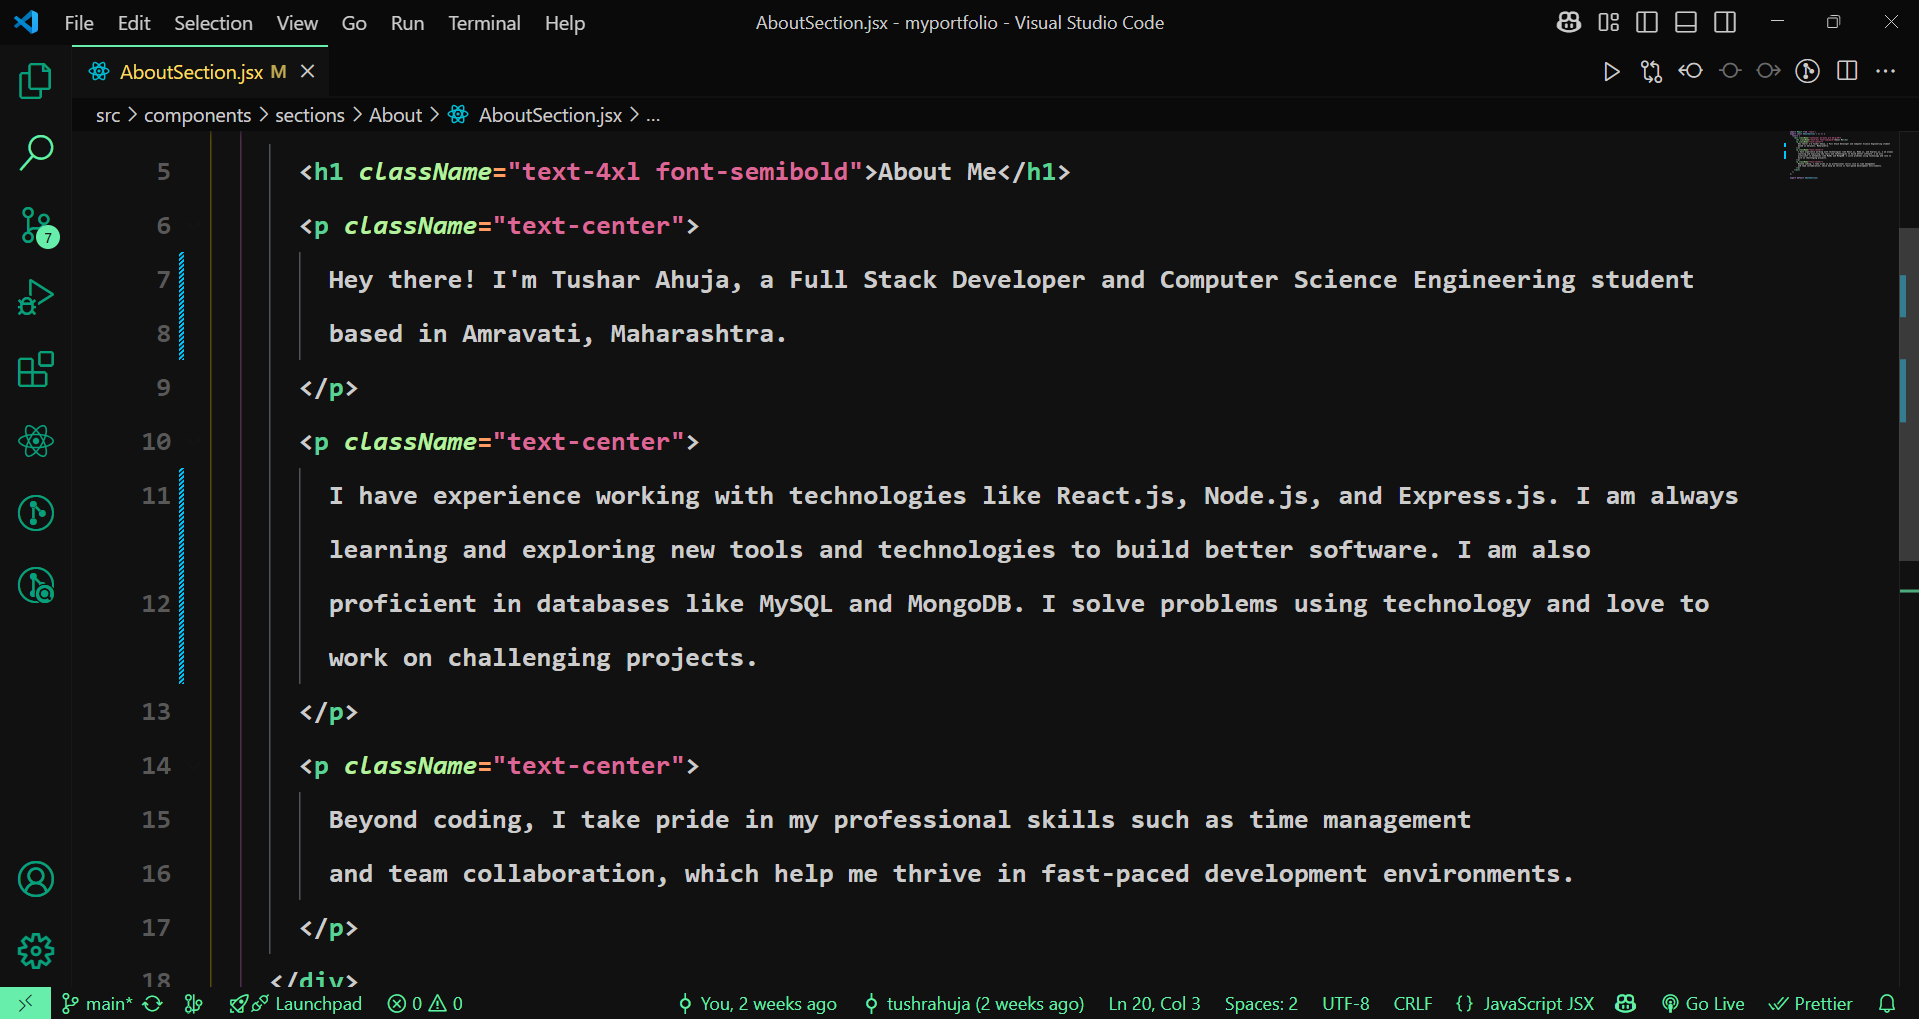 File Edit Selection View Go Run Terminal Help
AboutSection.jsx - myportfolio - Visual Studio Code
AboutSection.jsx M
src > components > sections > About > AboutSection.jsx > ...
7
5 <h1 className="text-4xl font-semibold">About Me</h1>
6 <p className="text-center">
7 Hey there! I'm Tushar Ahuja, a Full Stack Developer and Computer Science Engineering student
8 based in Amravati, Maharashtra.
9 </p>
10 <p className="text-center">
11 I have experience working with technologies like React.js, Node.js, and Express.js. I am always
learning and exploring new tools and technologies to build better software. I am also
12 proficient in databases like MySQL and MongoDB. I solve problems using technology and love to
work on challenging projects.
13 </p>
14 <p className="text-center">
15 Beyond coding, I take pride in my professional skills such as time management
16 and team collaboration, which help me thrive in fast-paced development environments.
17 </p>
18 </div>
main* Launchpad 0 0 You, 2 weeks ago tushrahuja (2 weeks ago) Ln 20, Col 3 Spaces: 2 UTF-8 CRLF {} JavaScript JSX Go Live Prettier